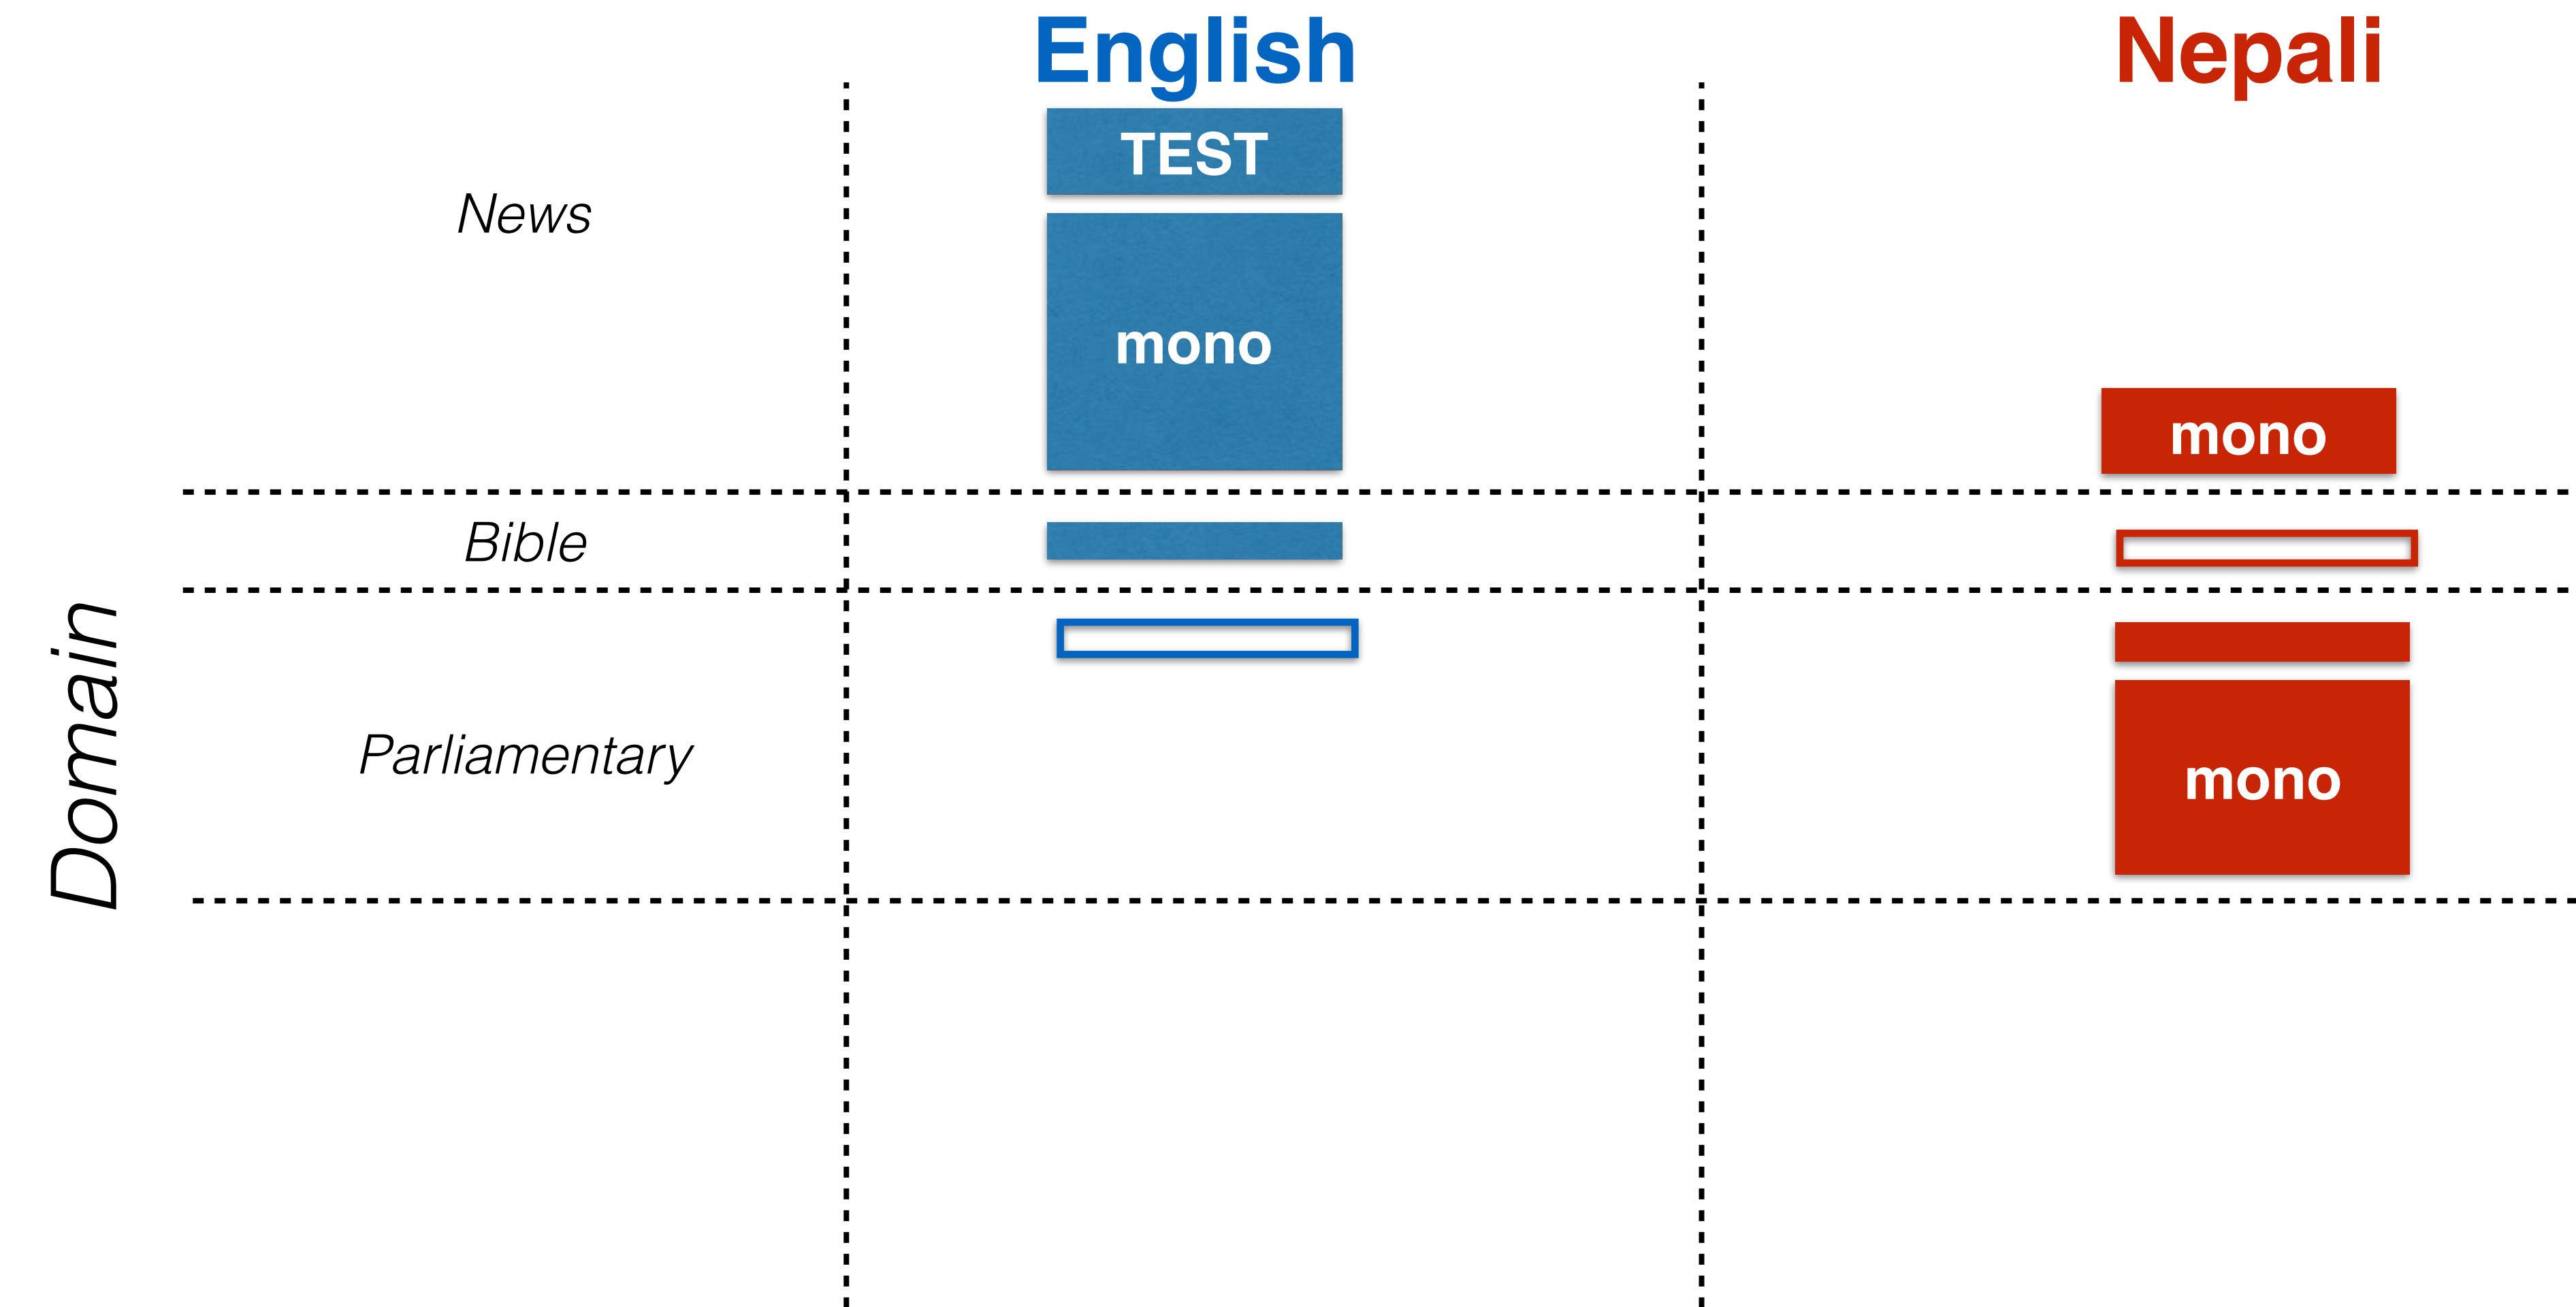 English
Nepali
TEST
News
mono
mono
Bible
Domain
Parliamentary
mono